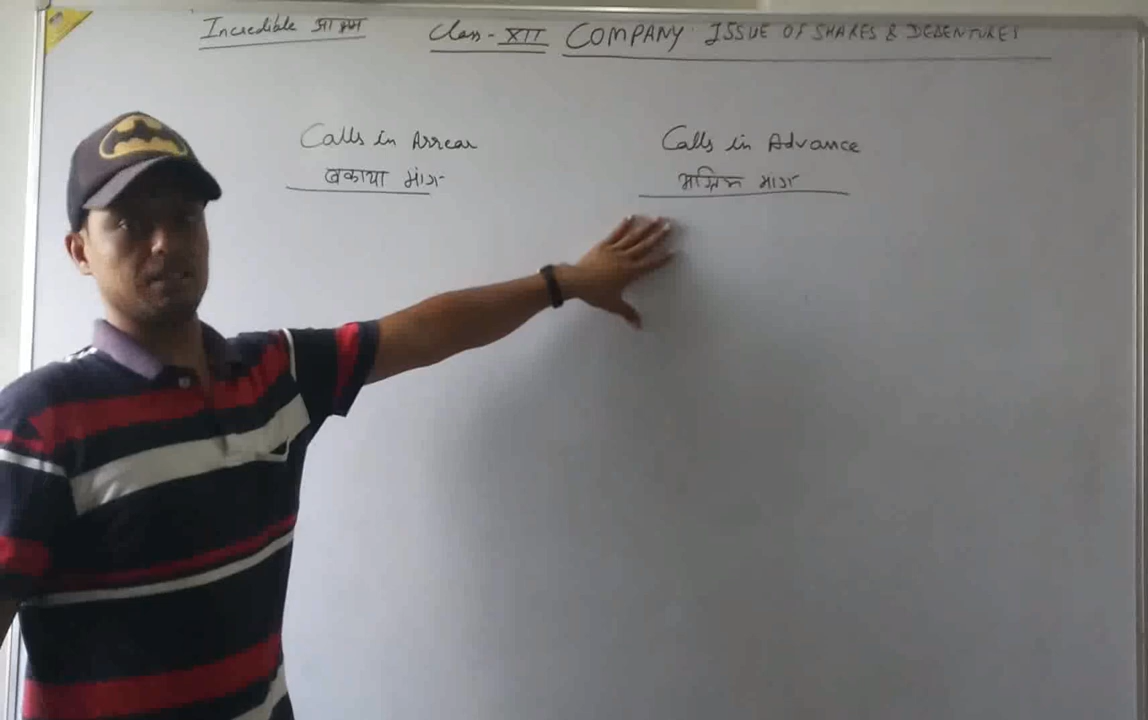 Incredible
Class - XII COMPANY ISSUE OF SHARES & DEBENTURES
Calls in Arrear
बकाया मांग
Calls in Advance
अग्रिम मांग